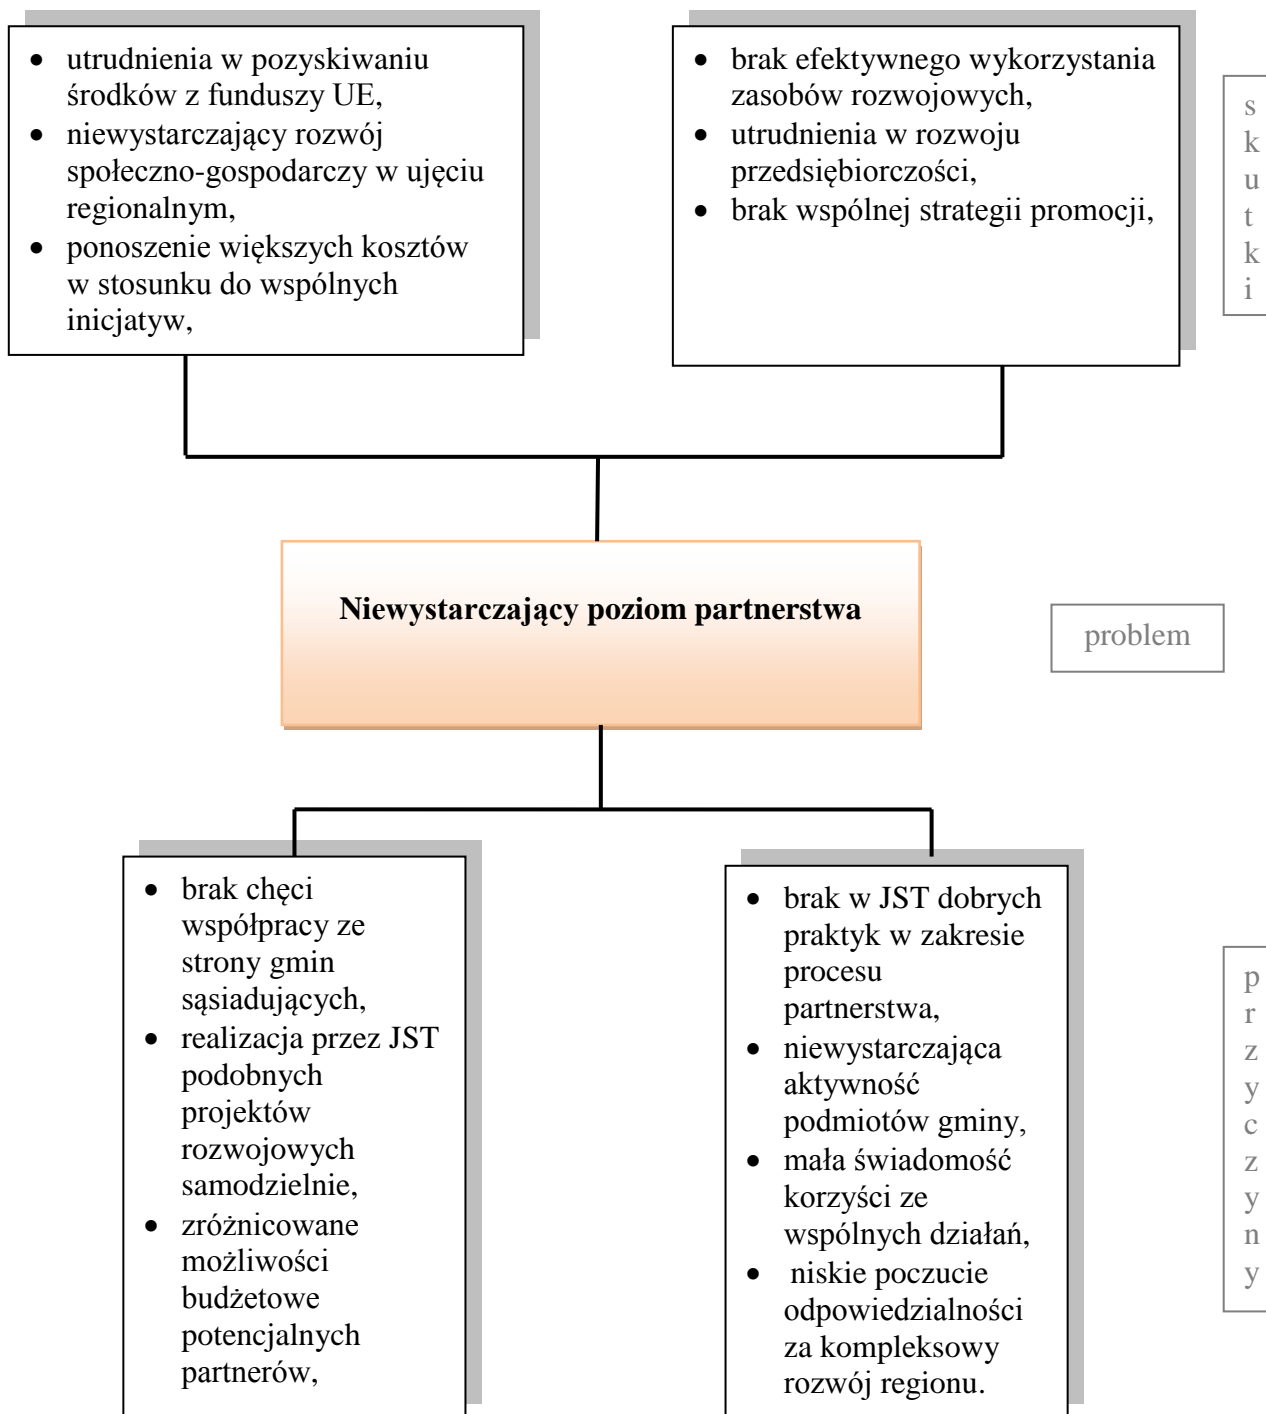 • utrudnienia w pozyskiwaniu
środków z funduszy UE,
• niewystarczający rozwój
społeczno-gospodarczy w ujęciu
regionalnym,
• ponoszenie większych kosztów
w stosunku do wspólnych
inicjatyw,
• brak efektywnego wykorzystania
zasobów rozwojowych,
• utrudnienia w rozwoju
przedsiębiorczości,
• brak wspólnej strategii promocji,
s
k
u
t
k
i
Niewystarczający poziom partnerstwa
problem
• brak chęci
współpracy ze
strony gmin
sąsiadujących,
• realizacja przez JST
podobnych
projektów
rozwojowych
samodzielnie,
• zróżnicowane
możliwości
budżetowe
potencjalnych
partnerów,
• brak w JST dobrych
praktyk w zakresie
procesu
partnerstwa,
• niewystarczająca
aktywność
podmiotów gminy,
• mała świadomość
korzyści ze
wspólnych działań,
• niskie poczucie
odpowiedzialności
za kompleksowy
rozwój regionu.
p
r
z
y
c
z
y
n
y